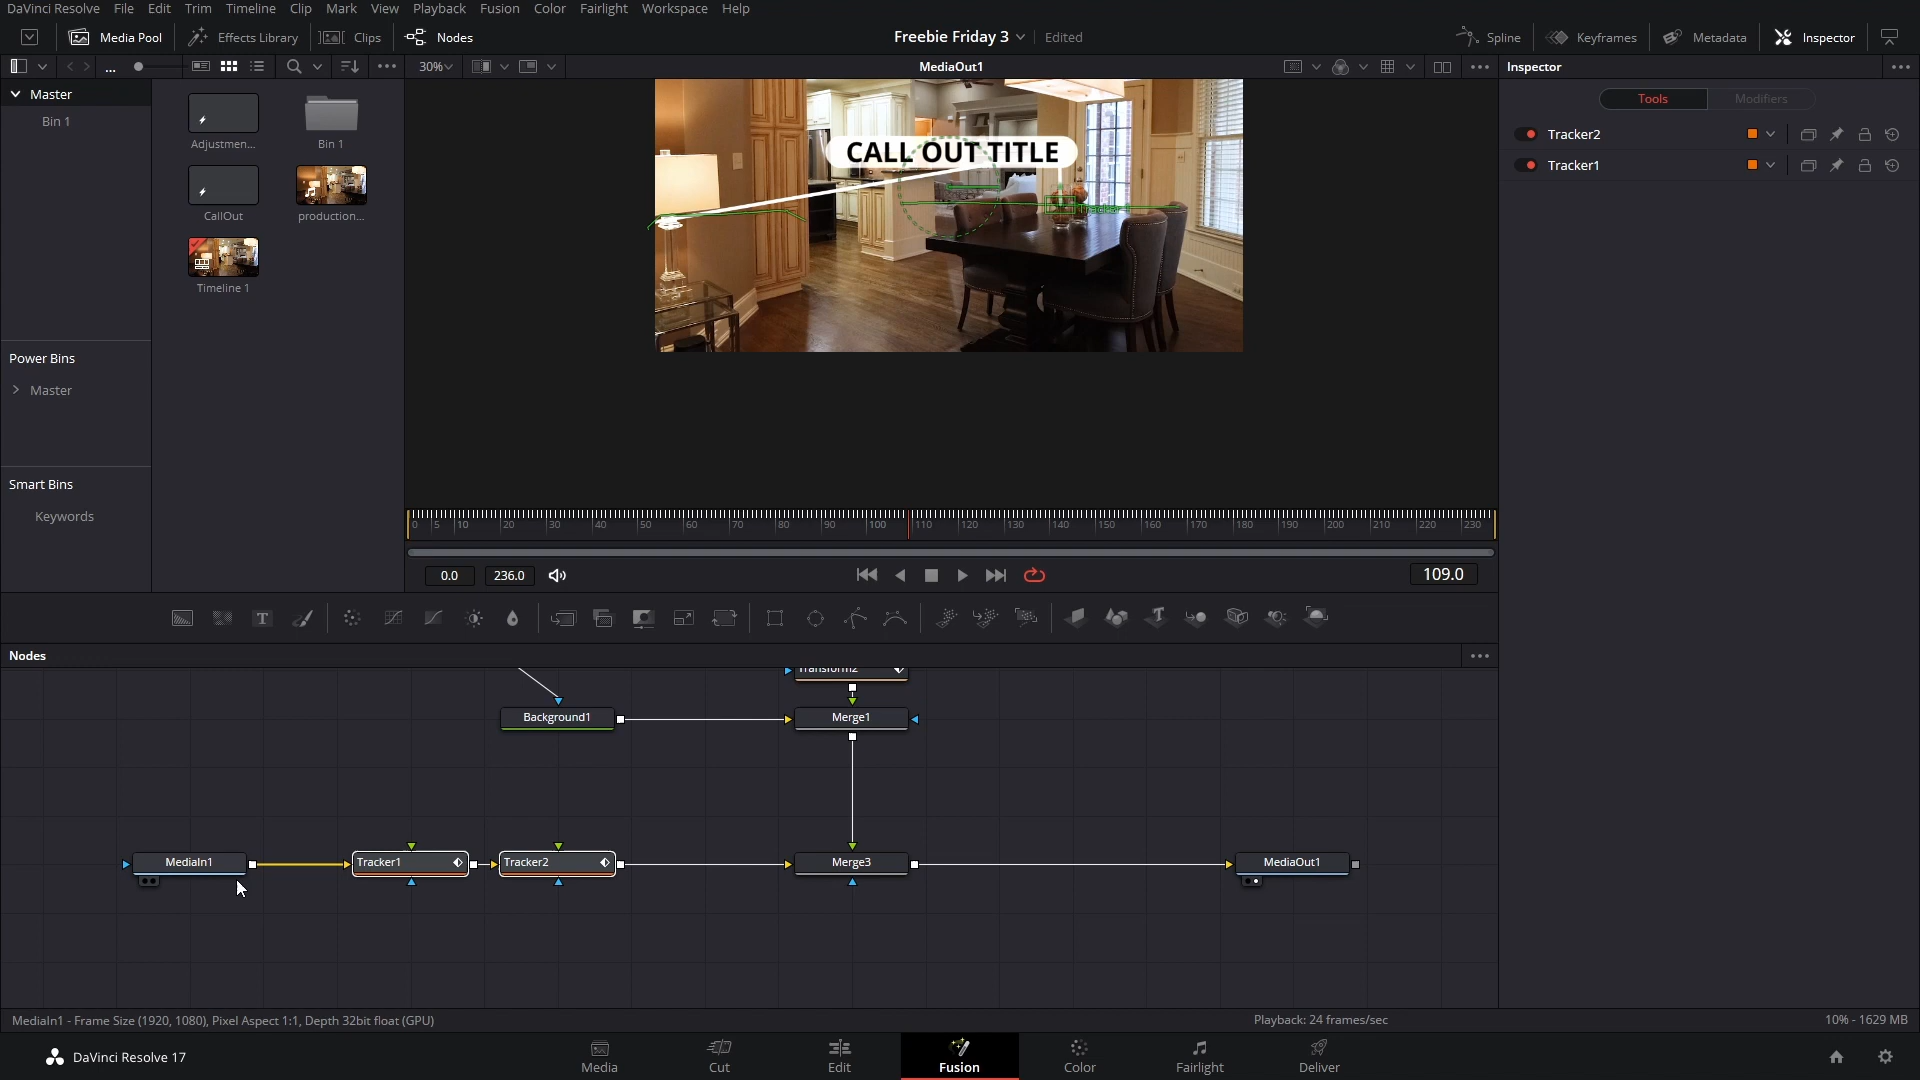 DaVinci Resolve File Edit Trim Timeline Clip Mark View Playback Fusion Color Fairlight Workspace Help
Media Pool Effects Library Clips Nodes Freebie Friday 3 Edited Spline Keyframes Metadata Inspector
... 30% MediaOut1 Inspector
Master
Bin 1
Adjustmen...
Bin 1
CallOut
production...
Timeline 1
Power Bins
Master
Smart Bins
Keywords
CALL OUT TITLE
0 5 10 20 30 40 50 60 70 80 90 100 110 120 130 140 150 160 170 180 190 200 210 220 230
0.0 236.0 109.0
Tools Modifiers
Tracker2
Tracker1
Nodes
Transform2
Background1 Merge1
MediaIn1 Tracker1 Tracker2 Merge3 MediaOut1
MediaIn1 - Frame Size (1920, 1080), Pixel Aspect 1:1, Depth 32bit float (GPU) Playback: 24 frames/sec 10% - 1629 MB
DaVinci Resolve 17 Media Cut Edit Fusion Color Fairlight Deliver